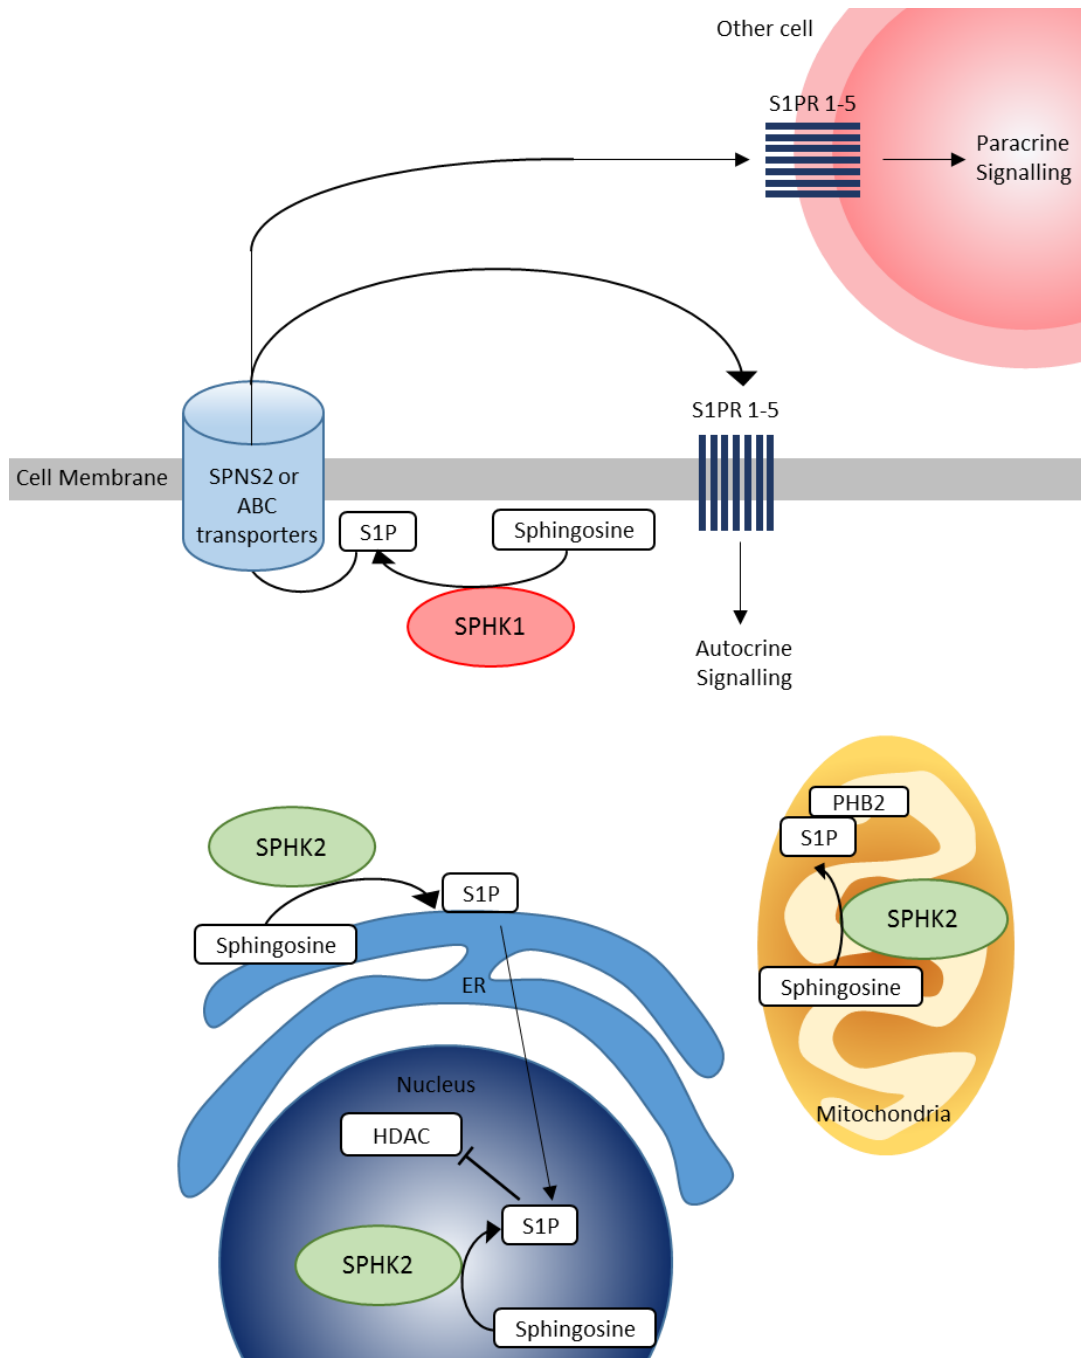 Other cell
S1PR 1-5
Paracrine
Signalling
S1PR 1-5
Cell Membrane
SPNS2 or
ABC
transporters
S1P
Sphingosine
SPHK1
Autocrine
Signalling
PHB2
S1P
SPHK2
Sphingosine
Mitochondria
SPHK2
S1P
Sphingosine
ER
Nucleus
HDAC
S1P
SPHK2
Sphingosine